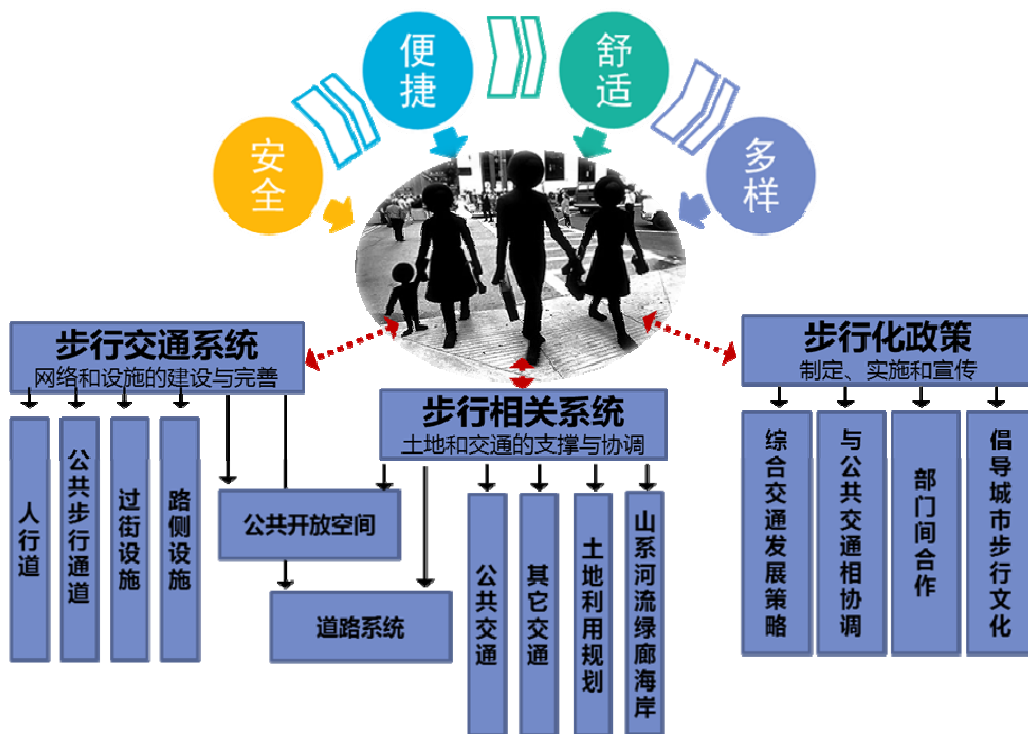 安全
便捷
舒适
多样
步行交通系统
网络和设施的建设与完善
人行道
公共步行通道
过街设施
路侧设施
公共开放空间
道路系统
步行相关系统
土地和交通的支撑与协调
公共交通
其它交通
土地利用规划
山系河流绿廊海岸
步行化政策
制定、实施和宣传
综合交通发展策略
与公共交通相协调
部门间合作
倡导城市步行文化